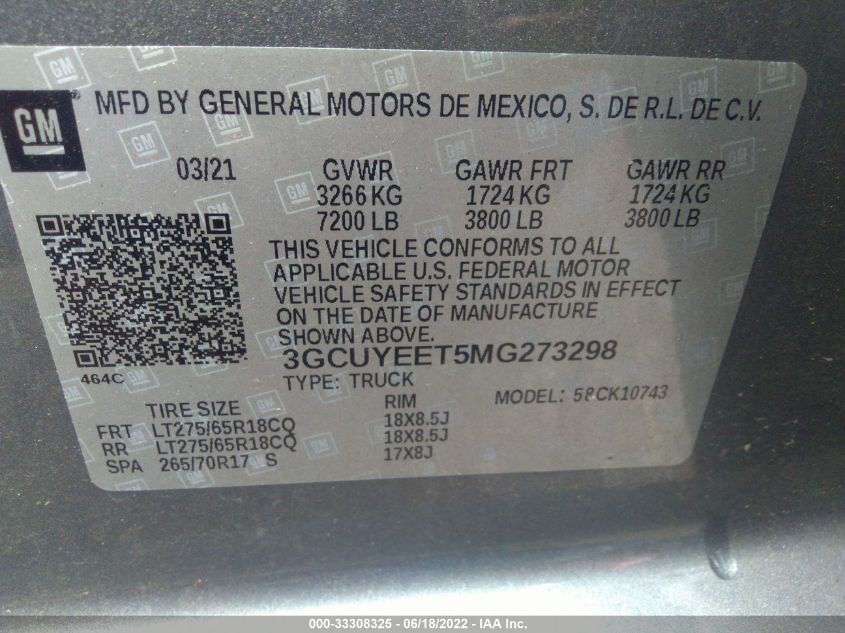 GM
MFD BY GENERAL MOTORS DE MEXICO, S. DE R.L. DE C.V.
03/21 GVWR GAWR FRT GAWR RR
3266 KG 1724 KG 1724 KG
7200 LB 3800 LB 3800 LB
THIS VEHICLE CONFORMS TO ALL
APPLICABLE U.S. FEDERAL MOTOR
VEHICLE SAFETY STANDARDS IN EFFECT
ON THE DATE OF MANUFACTURE
SHOWN ABOVE.
3GCUYEET5MG273298
464C
TYPE: TRUCK MODEL: 58CK10743
TIRE SIZE RIM
FRT LT275/65R18CQ 18X8.5J
RR LT275/65R18CQ 18X8.5J
SPA 265/70R17 S 17X8J
000-33308325 - 06/18/2022 - IAA Inc.